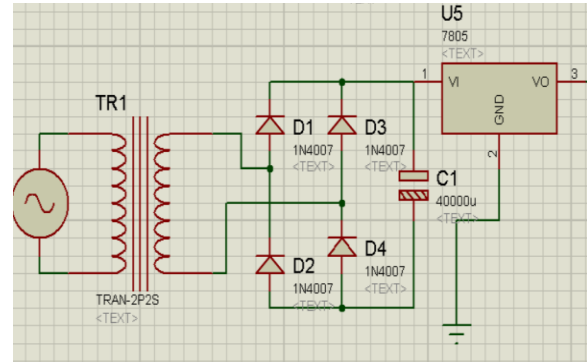 U5
7805
<TEXT>
1
VI
VO
3
GND
2
TR1
TRAN-2P2S
<TEXT>
D1
1N4007
<TEXT>
D3
1N4007
<TEXT>
C1
40000u
<TEXT>
D2
1N4007
<TEXT>
D4
1N4007
<TEXT>